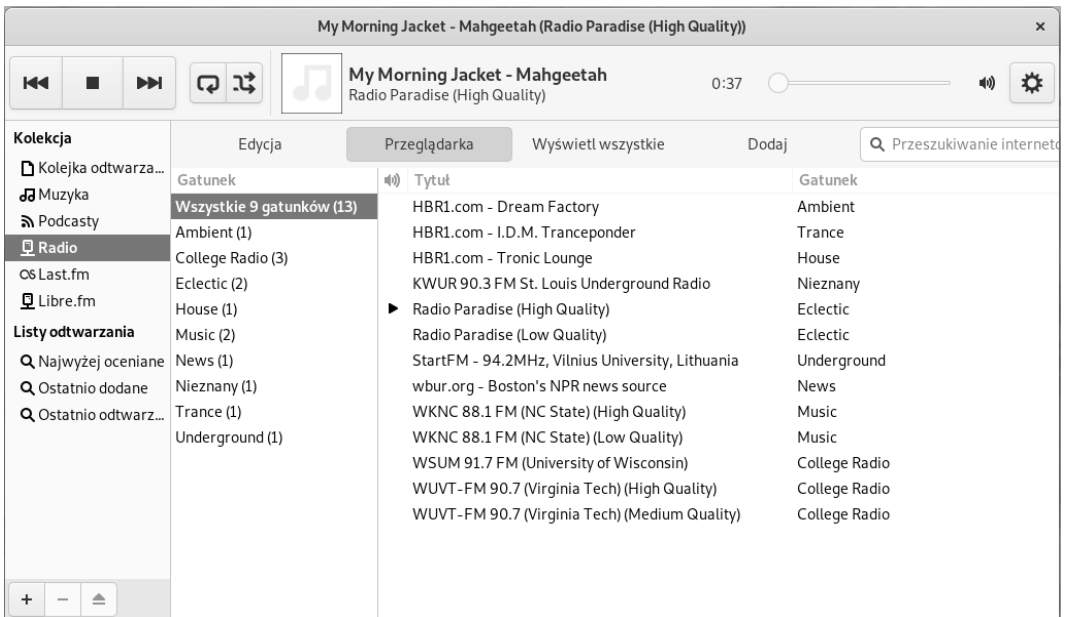 My Morning Jacket - Mahgeetah (Radio Paradise (High Quality))
My Morning Jacket - Mahgeetah
Radio Paradise (High Quality)
0:37
Kolekcja
Kolejka odtwarza...
Muzyka
Podcasty
Radio
Last.fm
Libre.fm
Listy odtwarzania
Najwyżej oceniane
Ostatnio dodane
Ostatnio odtwarz...
Edycja Przeglądarka Wyświetl wszystkie Dodaj Przeszukiwanie internet
Gatunek
Wszystkie 9 gatunków (13)
Ambient (1)
College Radio (3)
Eclectic (2)
House (1)
Music (2)
News (1)
Nieznany (1)
Trance (1)
Underground (1)
Tytuł Gatunek
HBR1.com - Dream Factory Ambient
HBR1.com - I.D.M. Tranceponder Trance
HBR1.com - Tronic Lounge House
KWUR 90.3 FM St. Louis Underground Radio Nieznany
Radio Paradise (High Quality) Eclectic
Radio Paradise (Low Quality) Eclectic
StartFM - 94.2MHz, Vilnius University, Lithuania Underground
wbur.org - Boston's NPR news source News
WKNC 88.1 FM (NC State) (High Quality) Music
WKNC 88.1 FM (NC State) (Low Quality) Music
WSUM 91.7 FM (University of Wisconsin) College Radio
WUVT-FM 90.7 (Virginia Tech) (High Quality) College Radio
WUVT-FM 90.7 (Virginia Tech) (Medium Quality) College Radio